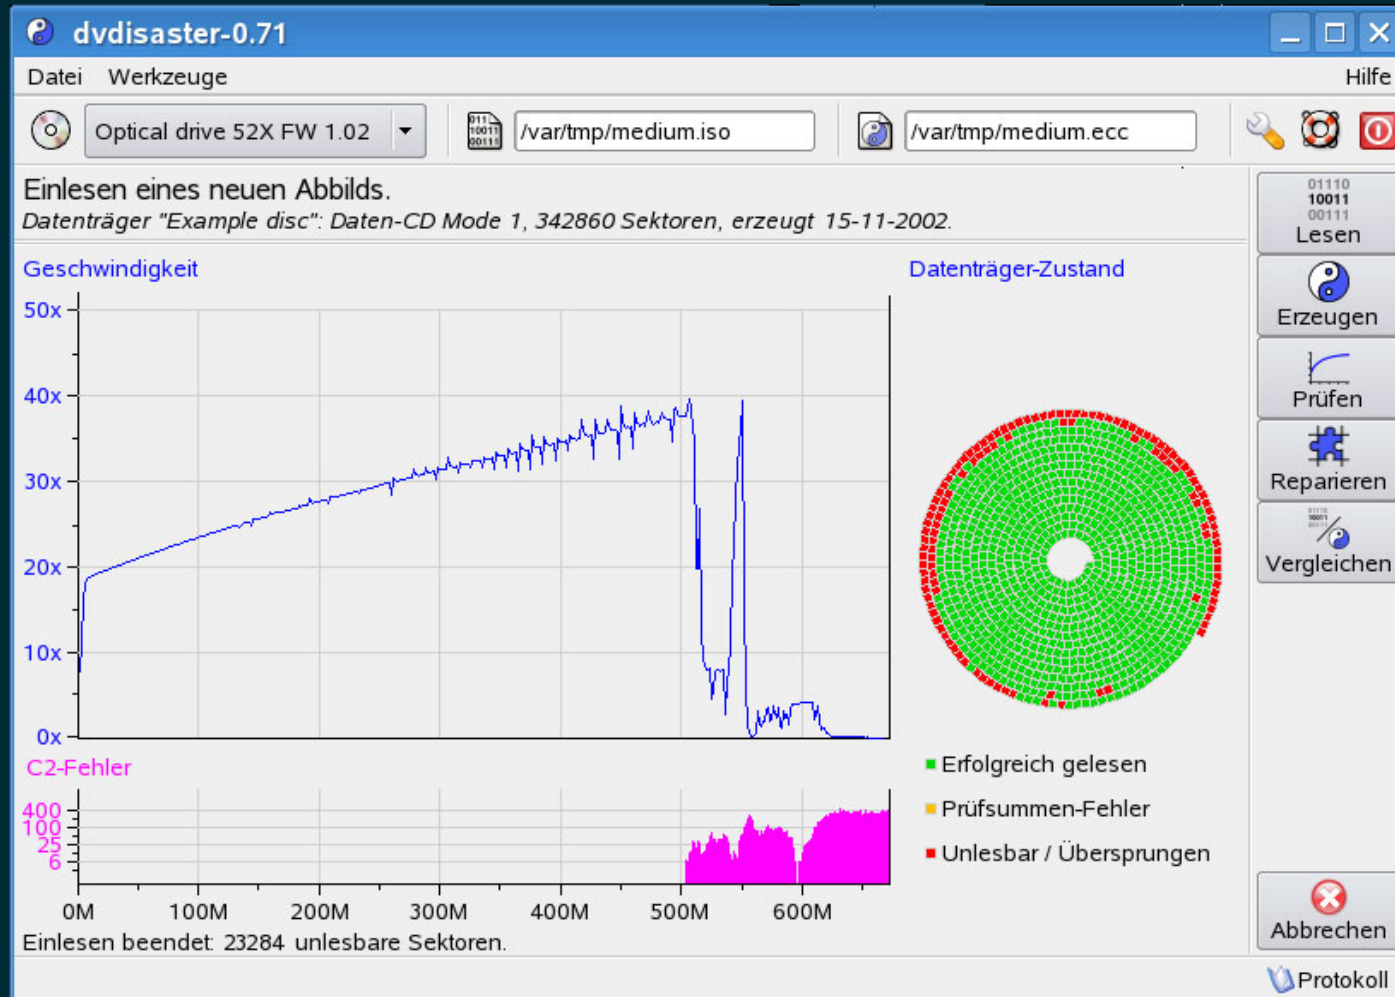 dvdisaster-0.71
Datei Werkzeuge Hilfe
Optical drive 52X FW 1.02 /var/tmp/medium.iso /var/tmp/medium.ecc
Einlesen eines neuen Abbilds.
Datenträger "Example disc": Daten-CD Mode 1, 342860 Sektoren, erzeugt 15-11-2002.
Geschwindigkeit
50x
40x
30x
20x
10x
0x
C2-Fehler
400
100
25
6
0M 100M 200M 300M 400M 500M 600M
Einlesen beendet: 23284 unlesbare Sektoren.
Datenträger-Zustand
Erfolgreich gelesen
Prüfsummen-Fehler
Unlesbar / Übersprungen
01110
10011
00111
Lesen
Erzeugen
Prüfen
Reparieren
Vergleichen
Abbrechen
Protokoll